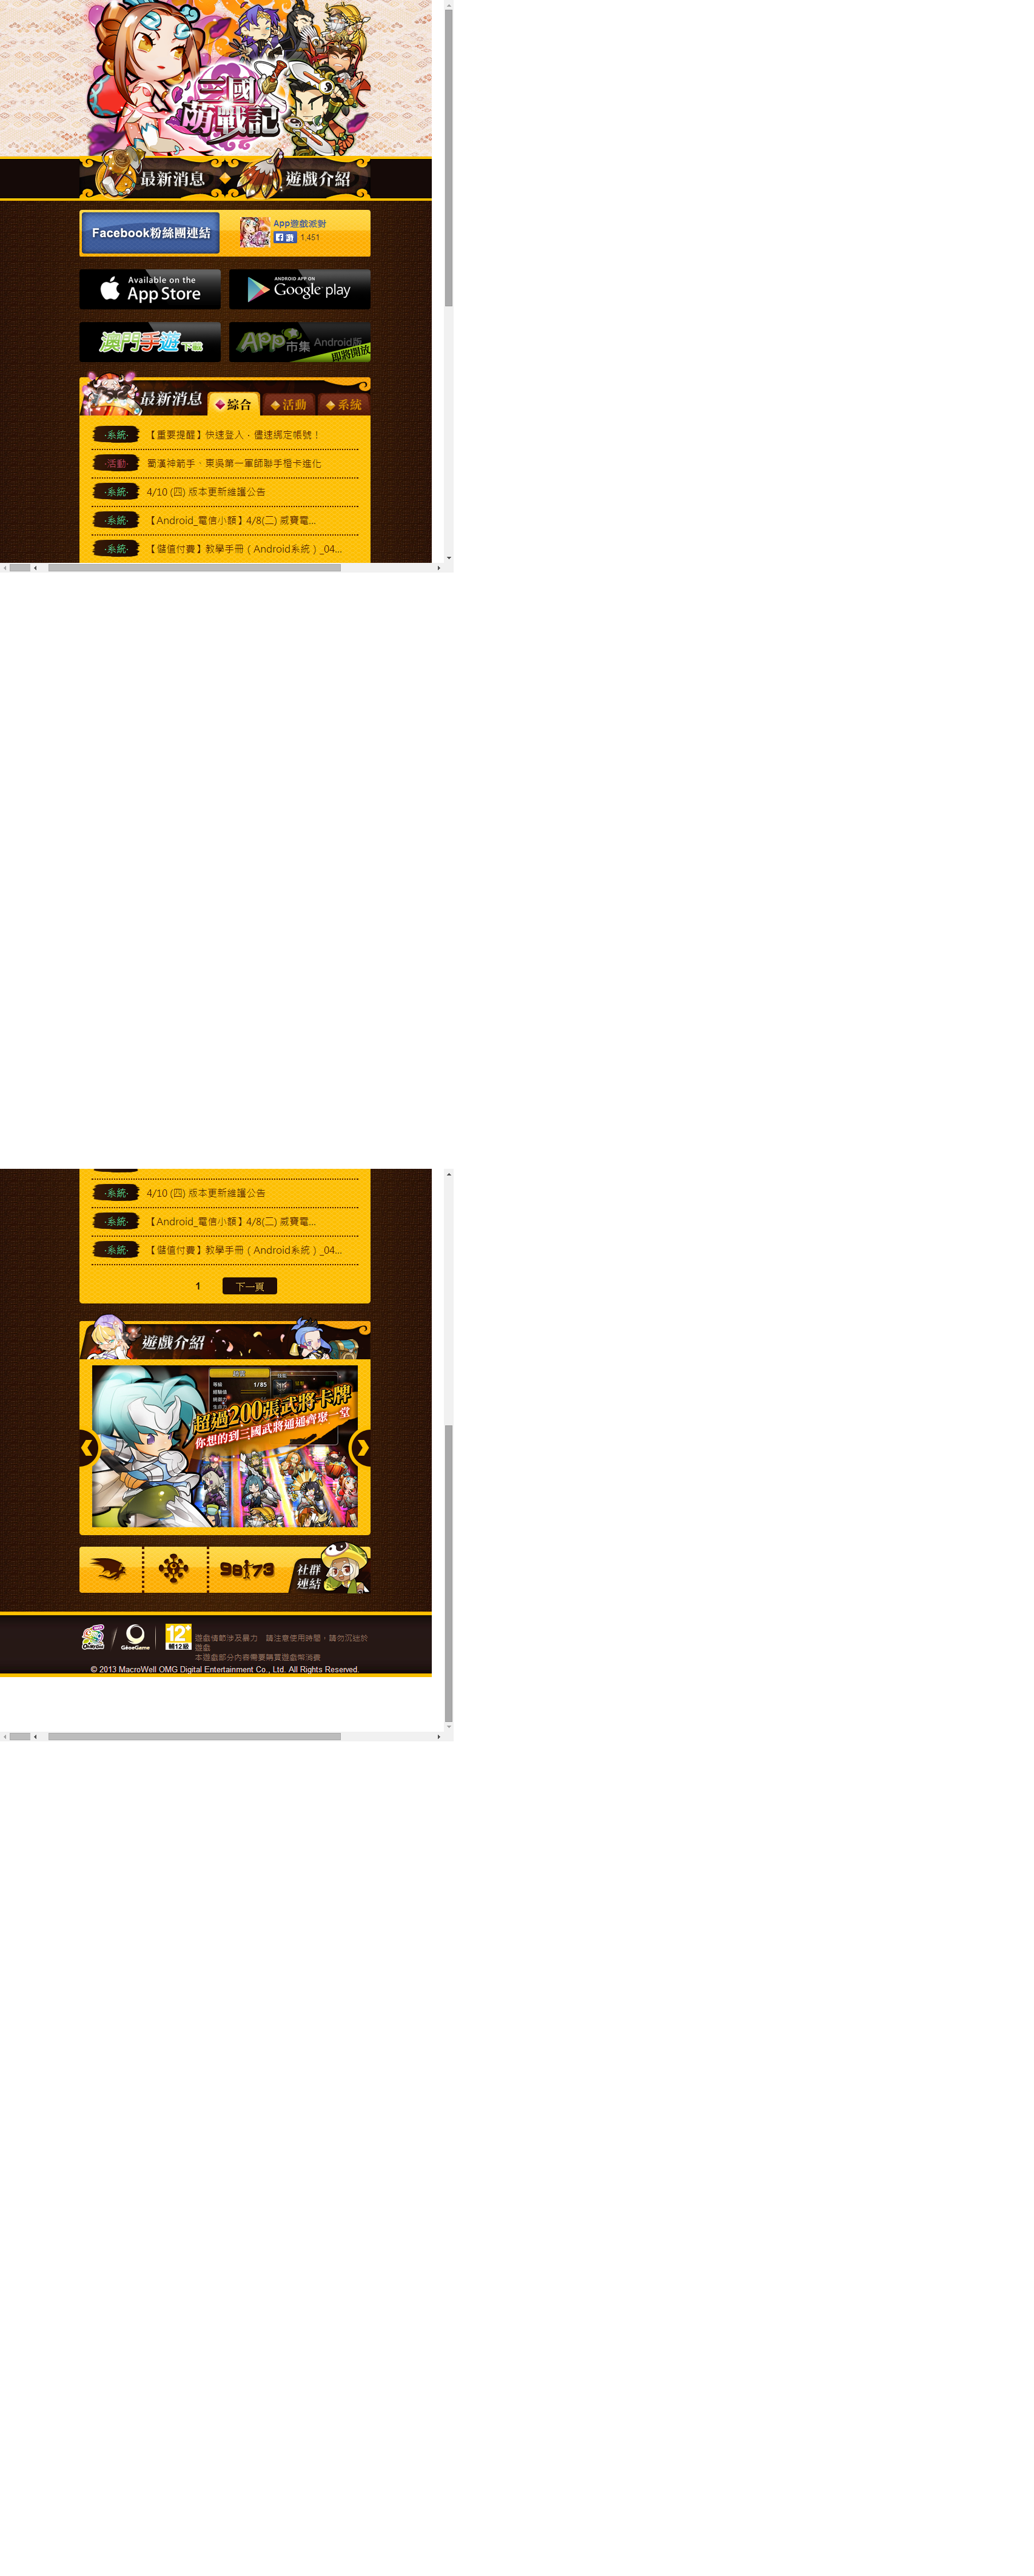 三國
萌戰記
最新消息
遊戲介紹
Facebook粉絲團連結
App遊戲派對
讚 1,451
Available on the
App Store
ANDROID APP ON
Google play
澳門手遊下載
App市集 Android版
即將開放
最新消息 綜合 活動 系統
·系統· 【重要提醒】快速登入，儘速綁定帳號！
·活動· 蜀漢神箭手、東吳第一軍師聯手橙卡進化
·系統· 4/10 (四) 版本更新維護公告
·系統· 【Android_電信小額】4/8(二) 威寶電...
·系統· 【儲值付費】教學手冊 ( Android系統 ) _04...
·系統· 4/10 (四) 版本更新維護公告
·系統· 【Android_電信小額】4/8(二) 威寶電...
·系統· 【儲值付費】教學手冊 ( Android系統 ) _04...
1 下一頁
遊戲介紹
等級 1/85
經驗值
超過200張武將卡牌
你想的到三國武將通通齊聚一堂
9873
社群
連結
GéoeGame
12+
輔12級
遊戲情節涉及暴力 請注意使用時間，請勿沉迷於
遊戲
本遊戲部分內容需要購買遊戲幣消費
© 2013 MacroWell OMG Digital Entertainment Co., Ltd. All Rights Reserved.